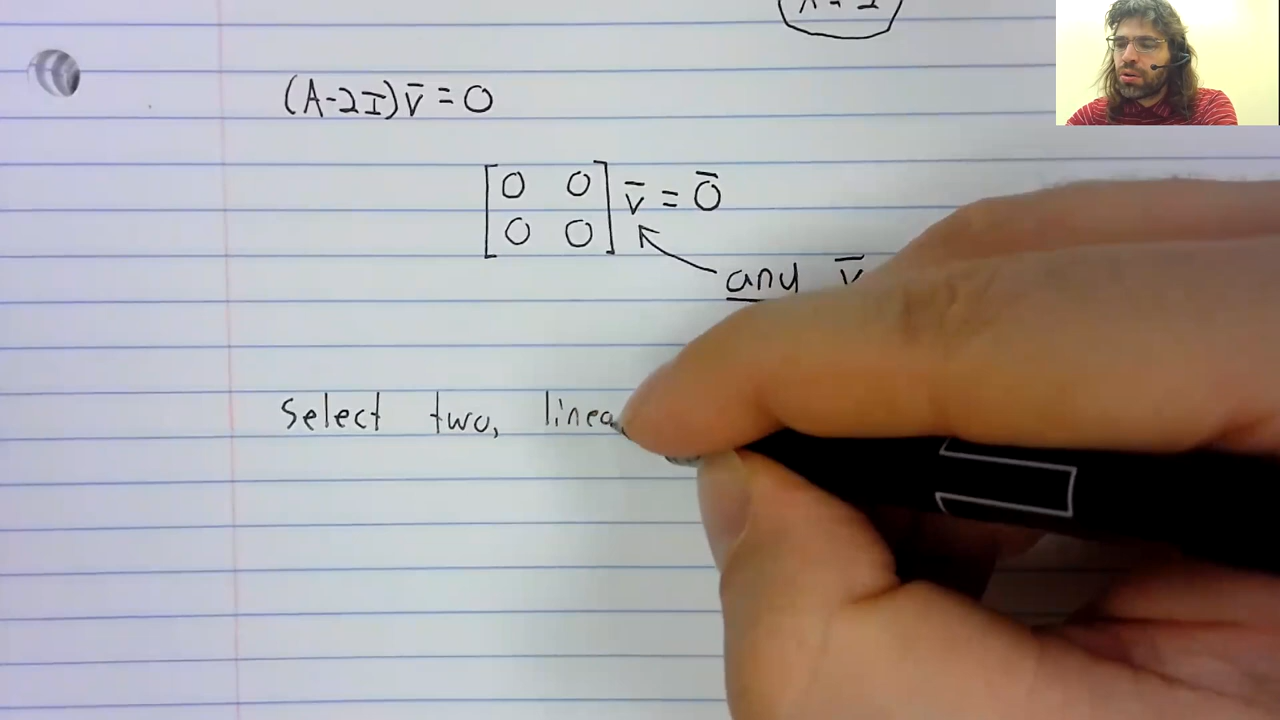 (A-2I)v̄ = 0
[0 0
0 0] v̄ = 0̄
any v̄
Select two, linea